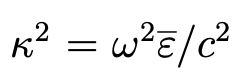 κ² = ω²ε̅/c²